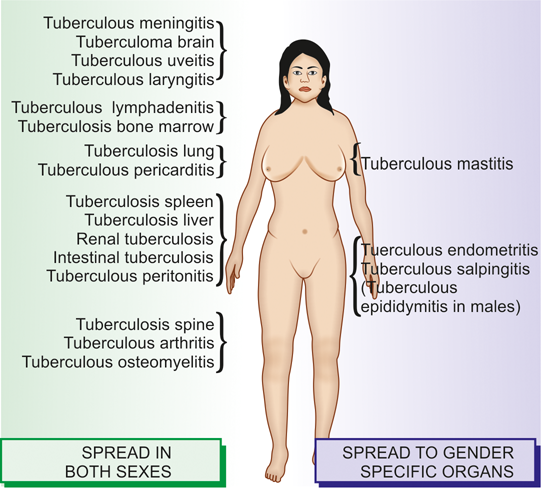 Tuberculous meningitis
Tuberculoma brain
Tuberculous uveitis
Tuberculous laryngitis
Tuberculous lymphadenitis
Tuberculosis bone marrow
Tuberculosis lung
Tuberculous pericarditis
Tuberculosis spleen
Tuberculosis liver
Renal tuberculosis
Intestinal tuberculosis
Tuberculous peritonitis
Tuberculosis spine
Tuberculous arthritis
Tuberculous osteomyelitis
SPREAD IN
BOTH SEXES
Tuberculous mastitis
Tuerculous endometritis
Tuberculous salpingitis
(Tuberculous
epididymitis in males)
SPREAD TO GENDER
SPECIFIC ORGANS